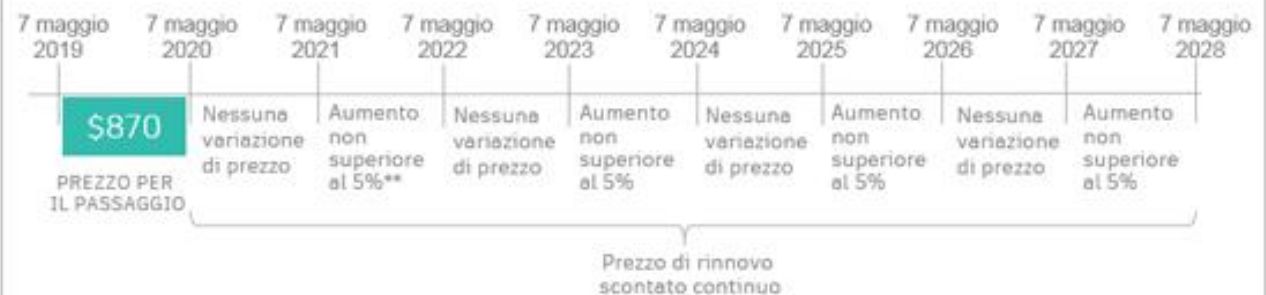 7 maggio 7 maggio 7 maggio 7 maggio 7 maggio 7 maggio 7 maggio 7 maggio 7 maggio 7 maggio
2019 2020 2021 2022 2023 2024 2025 2026 2027 2028
$870
PREZZO PER
IL PASSAGGIO
Nessuna
variazione
di prezzo
Aumento
non
superiore
al 5%**
Nessuna
variazione
di prezzo
Aumento
non
superiore
al 5%
Nessuna
variazione
di prezzo
Aumento
non
superiore
al 5%
Nessuna
variazione
di prezzo
Aumento
non
superiore
al 5%
Prezzo di rinnovo
scontato continuo